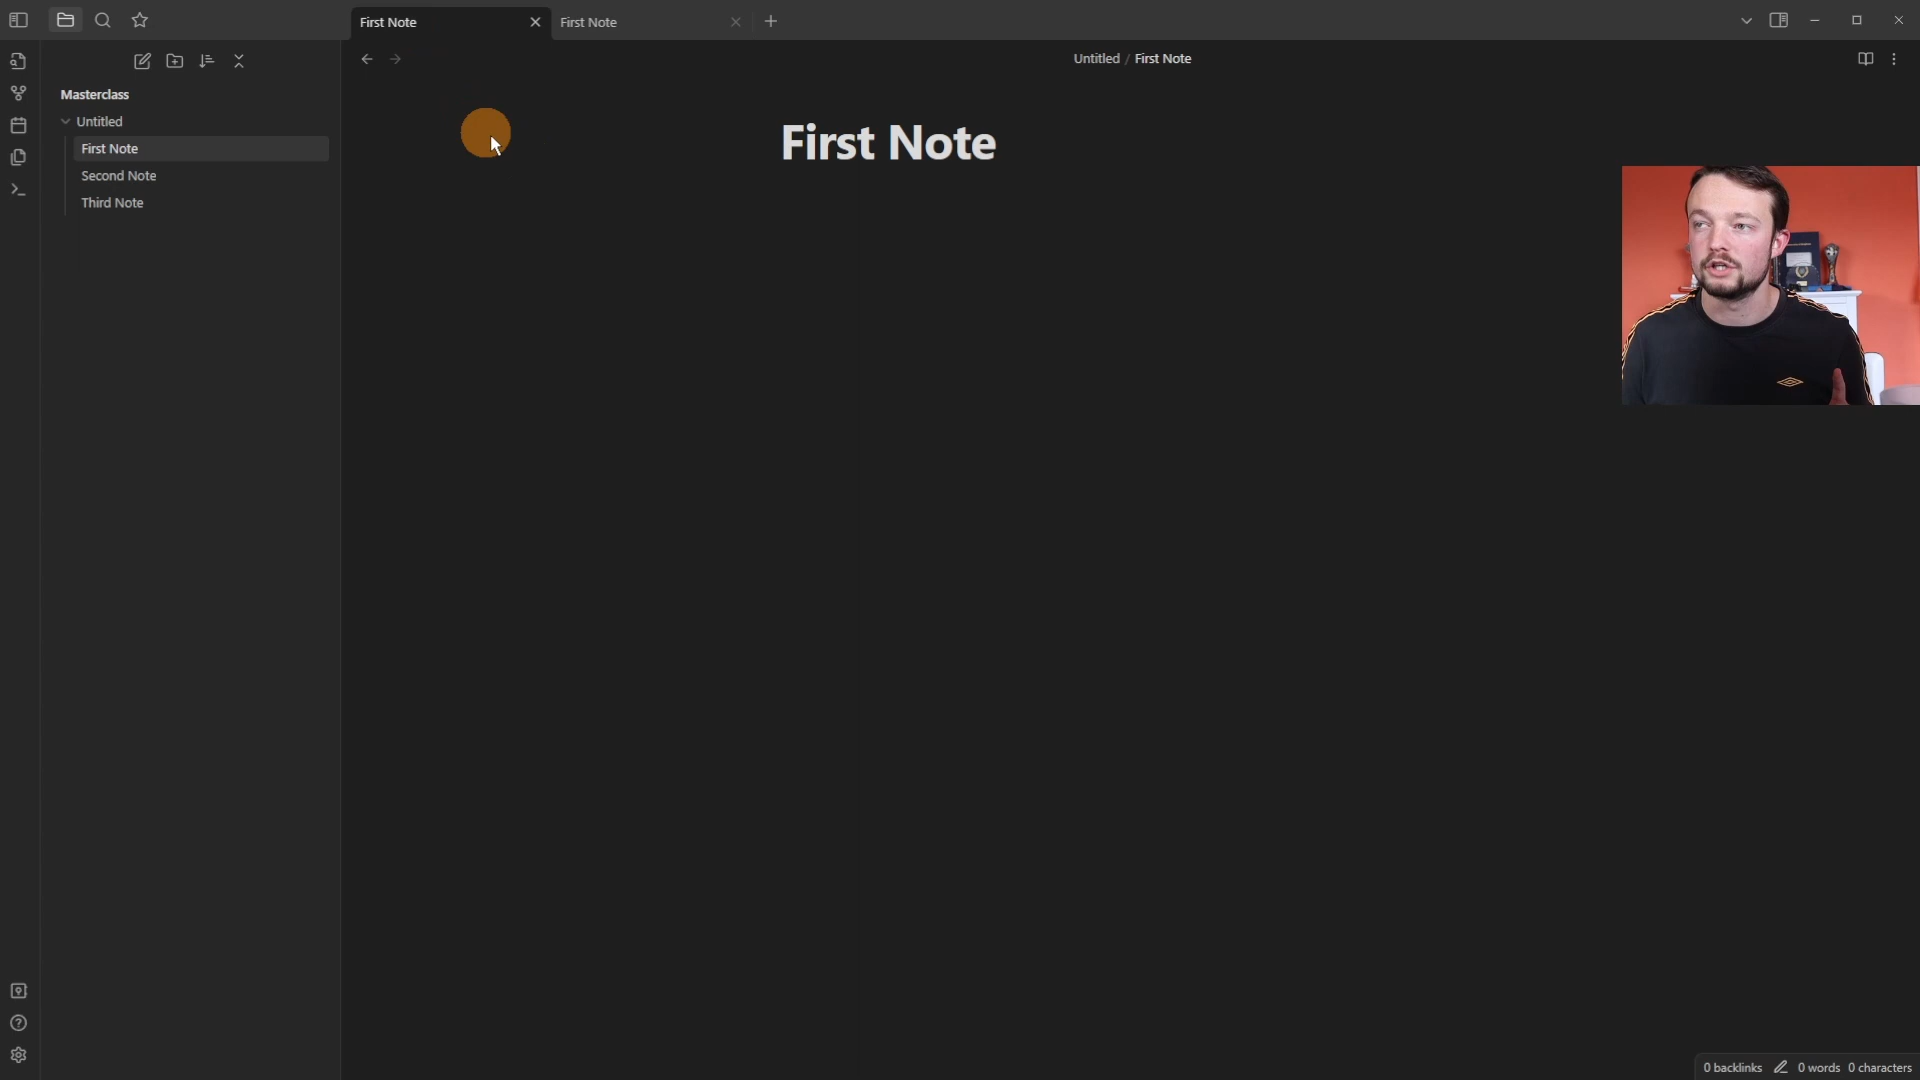 First Note
First Note
Untitled / First Note
Masterclass
Untitled
First Note
Second Note
Third Note
First Note
0 backlinks 0 words 0 characters